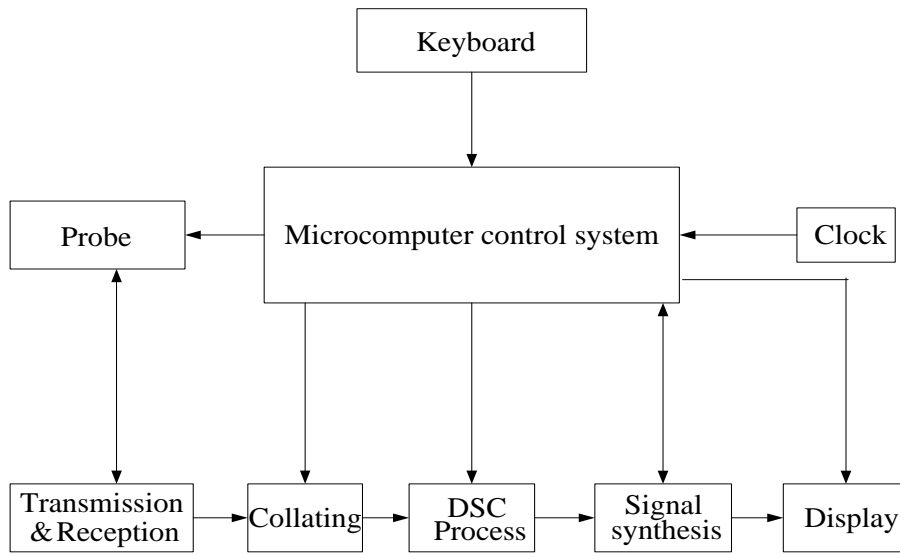 Keyboard
Probe
Microcomputer control system
Clock
Transmission
&Reception
Collating
DSC
Process
Signal
synthesis
Display